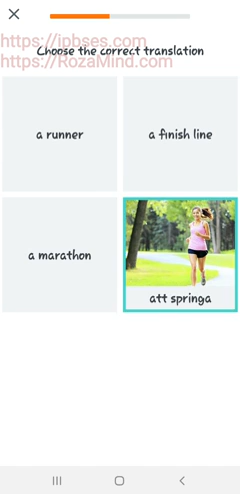 https://ipbses.com
Choose the correct translation
https://RozaMind.com
a runner
a finish line
a marathon
att springa